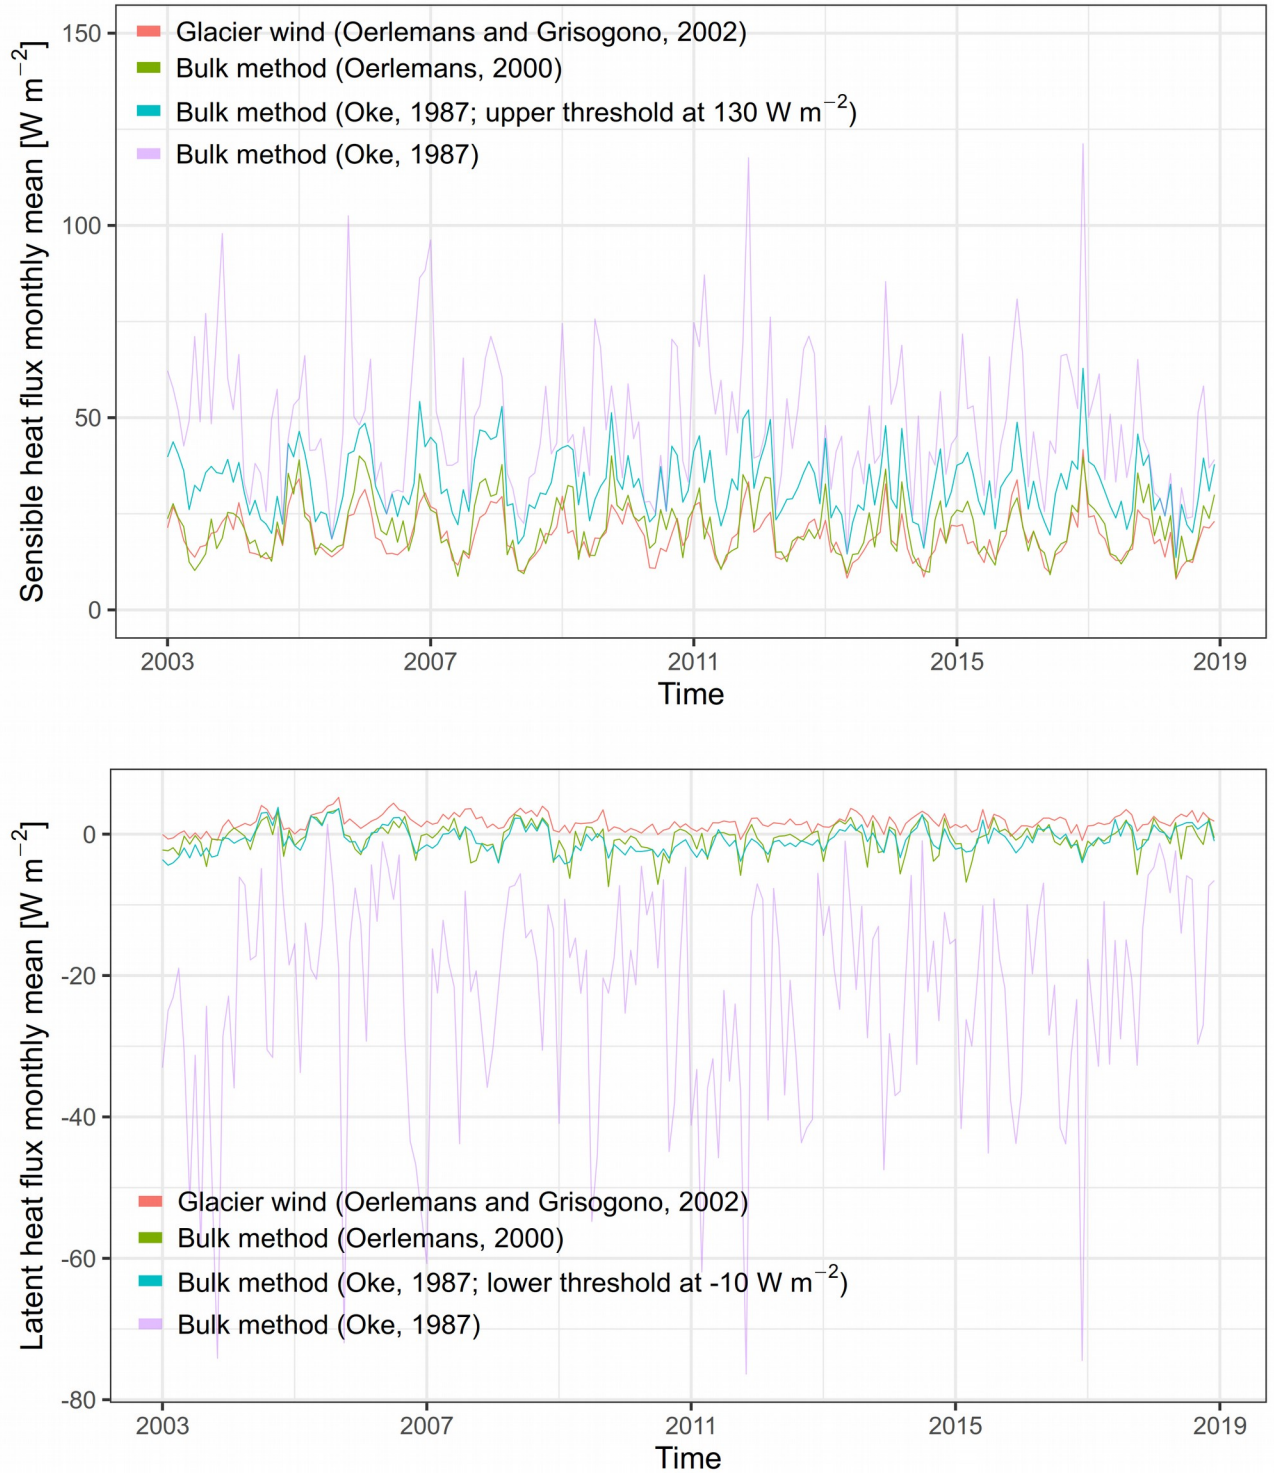 Sensible heat flux monthly mean [W m⁻²]
150
100
50
0
Glacier wind (Oerlemans and Grisogono, 2002)
Bulk method (Oerlemans, 2000)
Bulk method (Oke, 1987; upper threshold at 130 W m⁻²)
Bulk method (Oke, 1987)
2003 2007 2011 2015 2019
Time
Latent heat flux monthly mean [W m⁻²]
0
-20
-40
-60
-80
Glacier wind (Oerlemans and Grisogono, 2002)
Bulk method (Oerlemans, 2000)
Bulk method (Oke, 1987; lower threshold at -10 W m⁻²)
Bulk method (Oke, 1987)
2003 2007 2011 2015 2019
Time